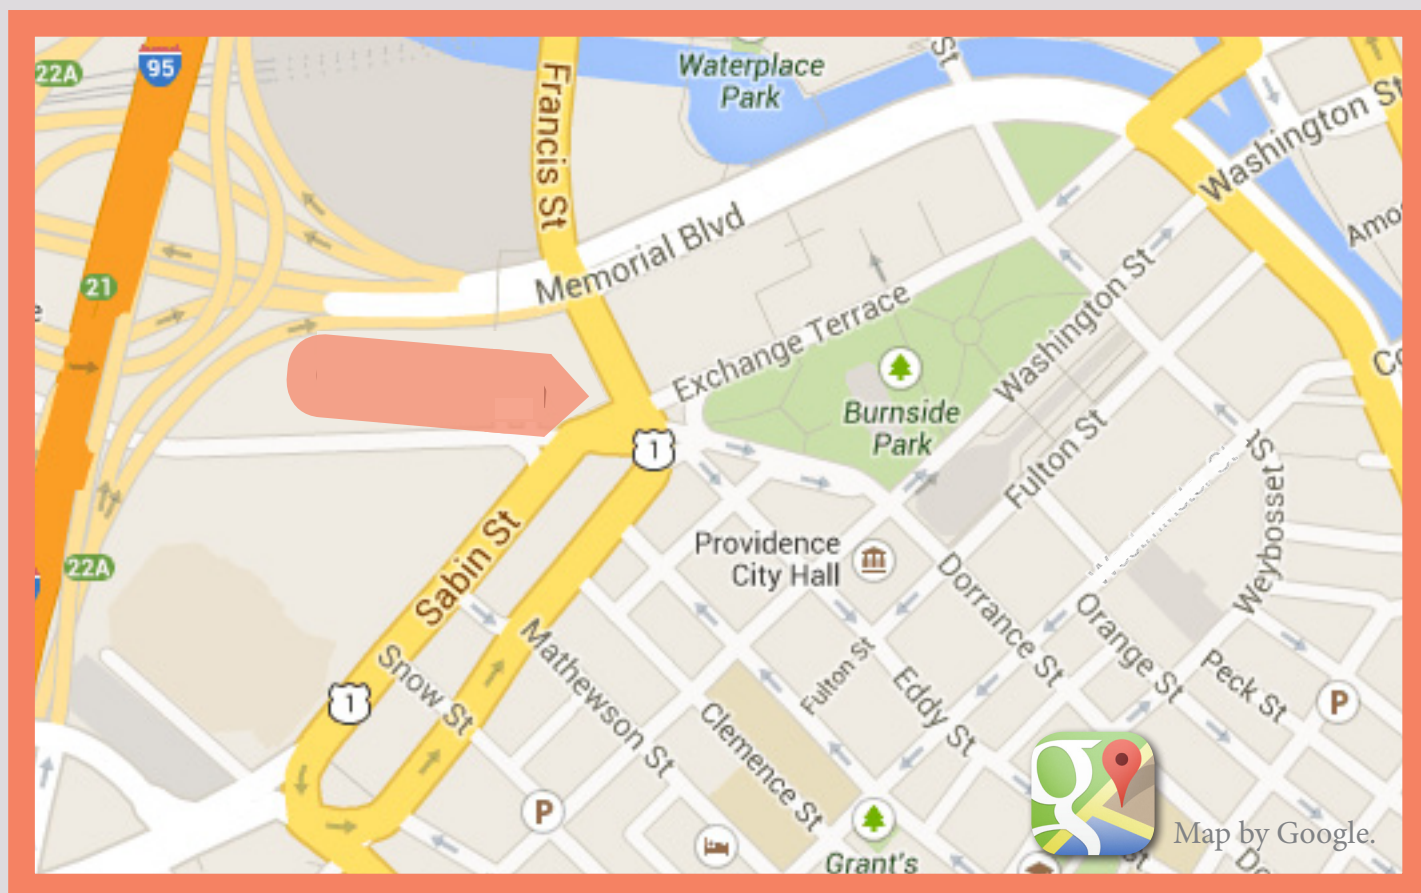 22A
95
Francis St
Waterplace
Park
St
Washington St
Memorial Blvd
21
Exchange Terrace
Washington St
Burnside
Park
1
Fulton St
St
Weybosset
Providence
City Hall
22A
Sabin St
Dorrance St
Orange St
Mathewson St
Snow St
Fulton St
Eddy St
Peck St
P
1
Clemence St
P
Grant's
g
St
Map by Google.